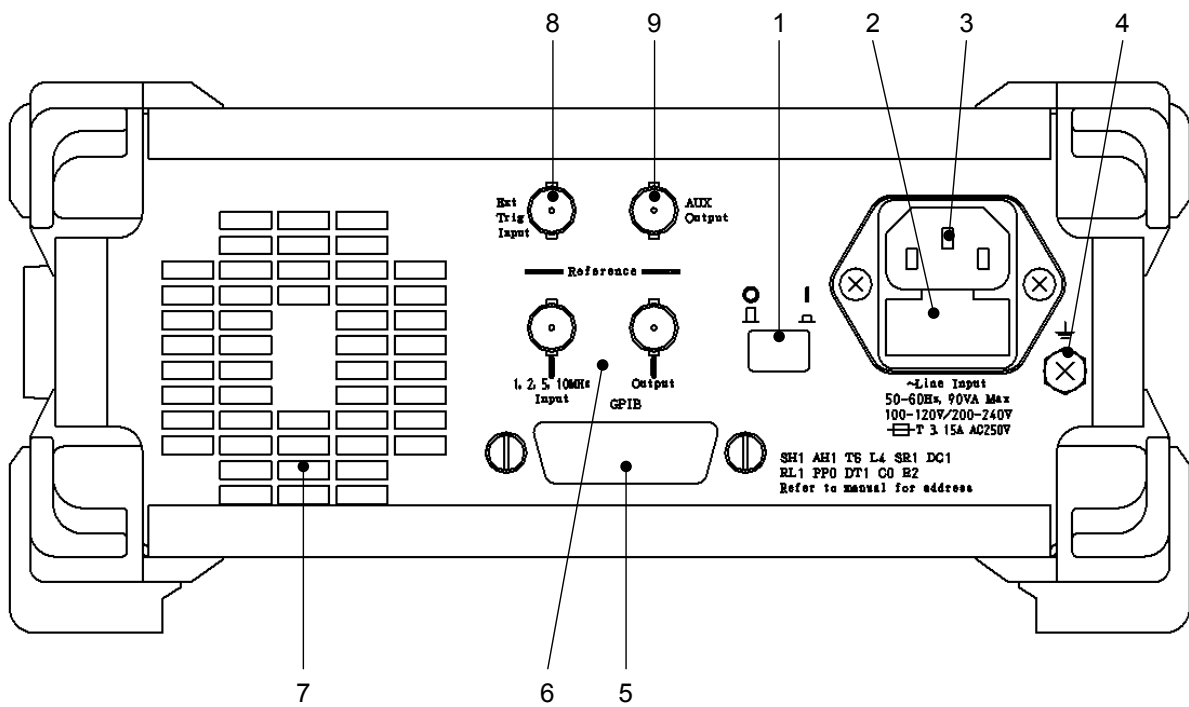 8 9 1 2 3 4
Ext
Trig
Input
AUX
Output
Reference
1, 2, 5, 10MHz
Input
Output
GPIB
~Line Input
50-60Hz, 90VA Max
100-120V/200-240V
T 3.15A AC250V
SH1 AH1 T5 L4 SR1 DC1
RL1 PP0 DT1 C0 E2
Refer to manual for address
7 6 5